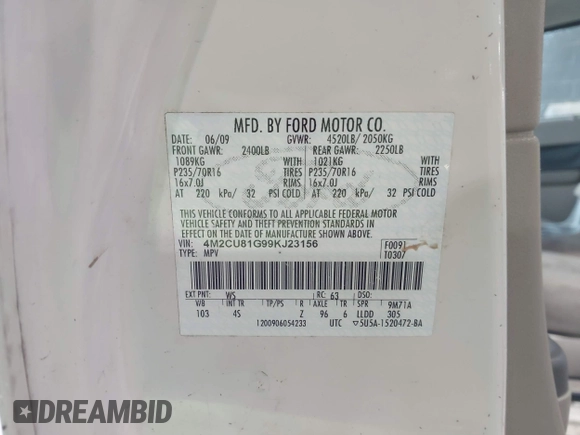 MFD. BY FORD MOTOR CO.
DATE: 06/09 GVWR: 4520LB/ 2050KG
FRONT GAWR: 2400LB REAR GAWR: 2250LB
1089KG WITH 1021KG WITH
P235/70R16 TIRES P235/70R16 TIRES
16x7.0J RIMS 16x7.0J RIMS
AT 220 kPa/ 32 PSI COLD AT 220 kPa/ 32 PSI COLD
THIS VEHICLE CONFORMS TO ALL APPLICABLE FEDERAL MOTOR
VEHICLE SAFETY AND BUMPER STANDARDS AND THEFT PREVENTION STANDARDS IN
EFFECT ON THE DATE OF MANUFACTURE SHOWN ABOVE.
VIN: 4M2CU81G99KJ23156 F0091
TYPE: MPV T0307
EXT PNT: WS RC: 63 DSO:
WB INT TR TP/PS R AXLE TR SPR 9M71A
103 4S Z 96 6 LLDD 305
1200906054233 UTC ▽5U5A-1520472-BA
DREAMBID